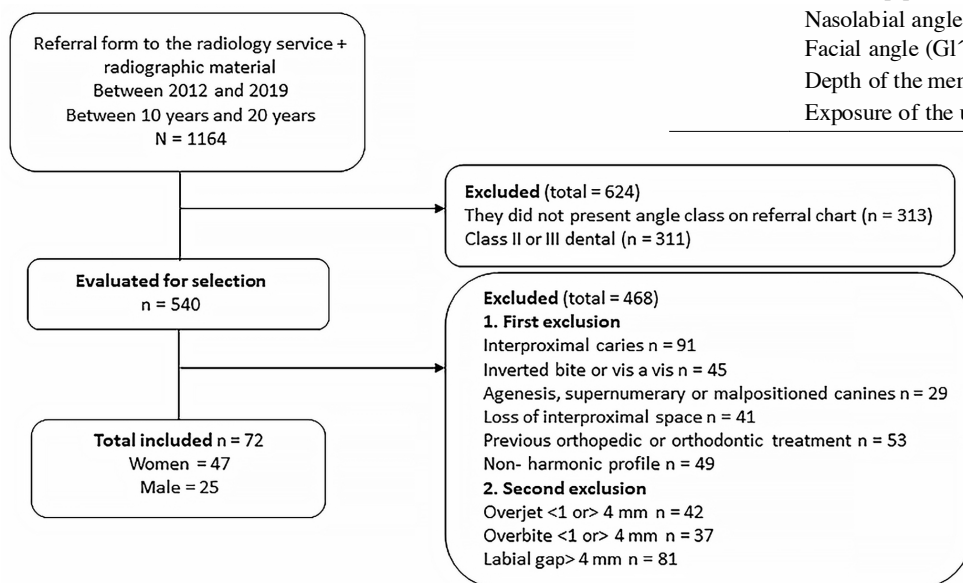 Referral form to the radiology service +
radiographic material
Between 2012 and 2019
Between 10 years and 20 years
N = 1164
Nasolabial angle
Facial angle
Depth of the
Exposure of the
Excluded (total = 624)
They did not present angle class on referral chart (n = 313)
Class II or III dental (n = 311)
Evaluated for selection
n = 540
Excluded (total = 468)
1. First exclusion
Interproximal caries n = 91
Inverted bite or vis a vis n = 45
Agenesis, supernumerary or malpositioned canines n = 29
Loss of interproximal space n = 41
Previous orthopedic or orthodontic treatment n = 53
Non- harmonic profile n = 49
2. Second exclusion
Overjet <1 or> 4 mm n = 42
Overbite <1 or> 4 mm n = 37
Labial gap> 4 mm n = 81
Total included n = 72
Women = 47
Male = 25